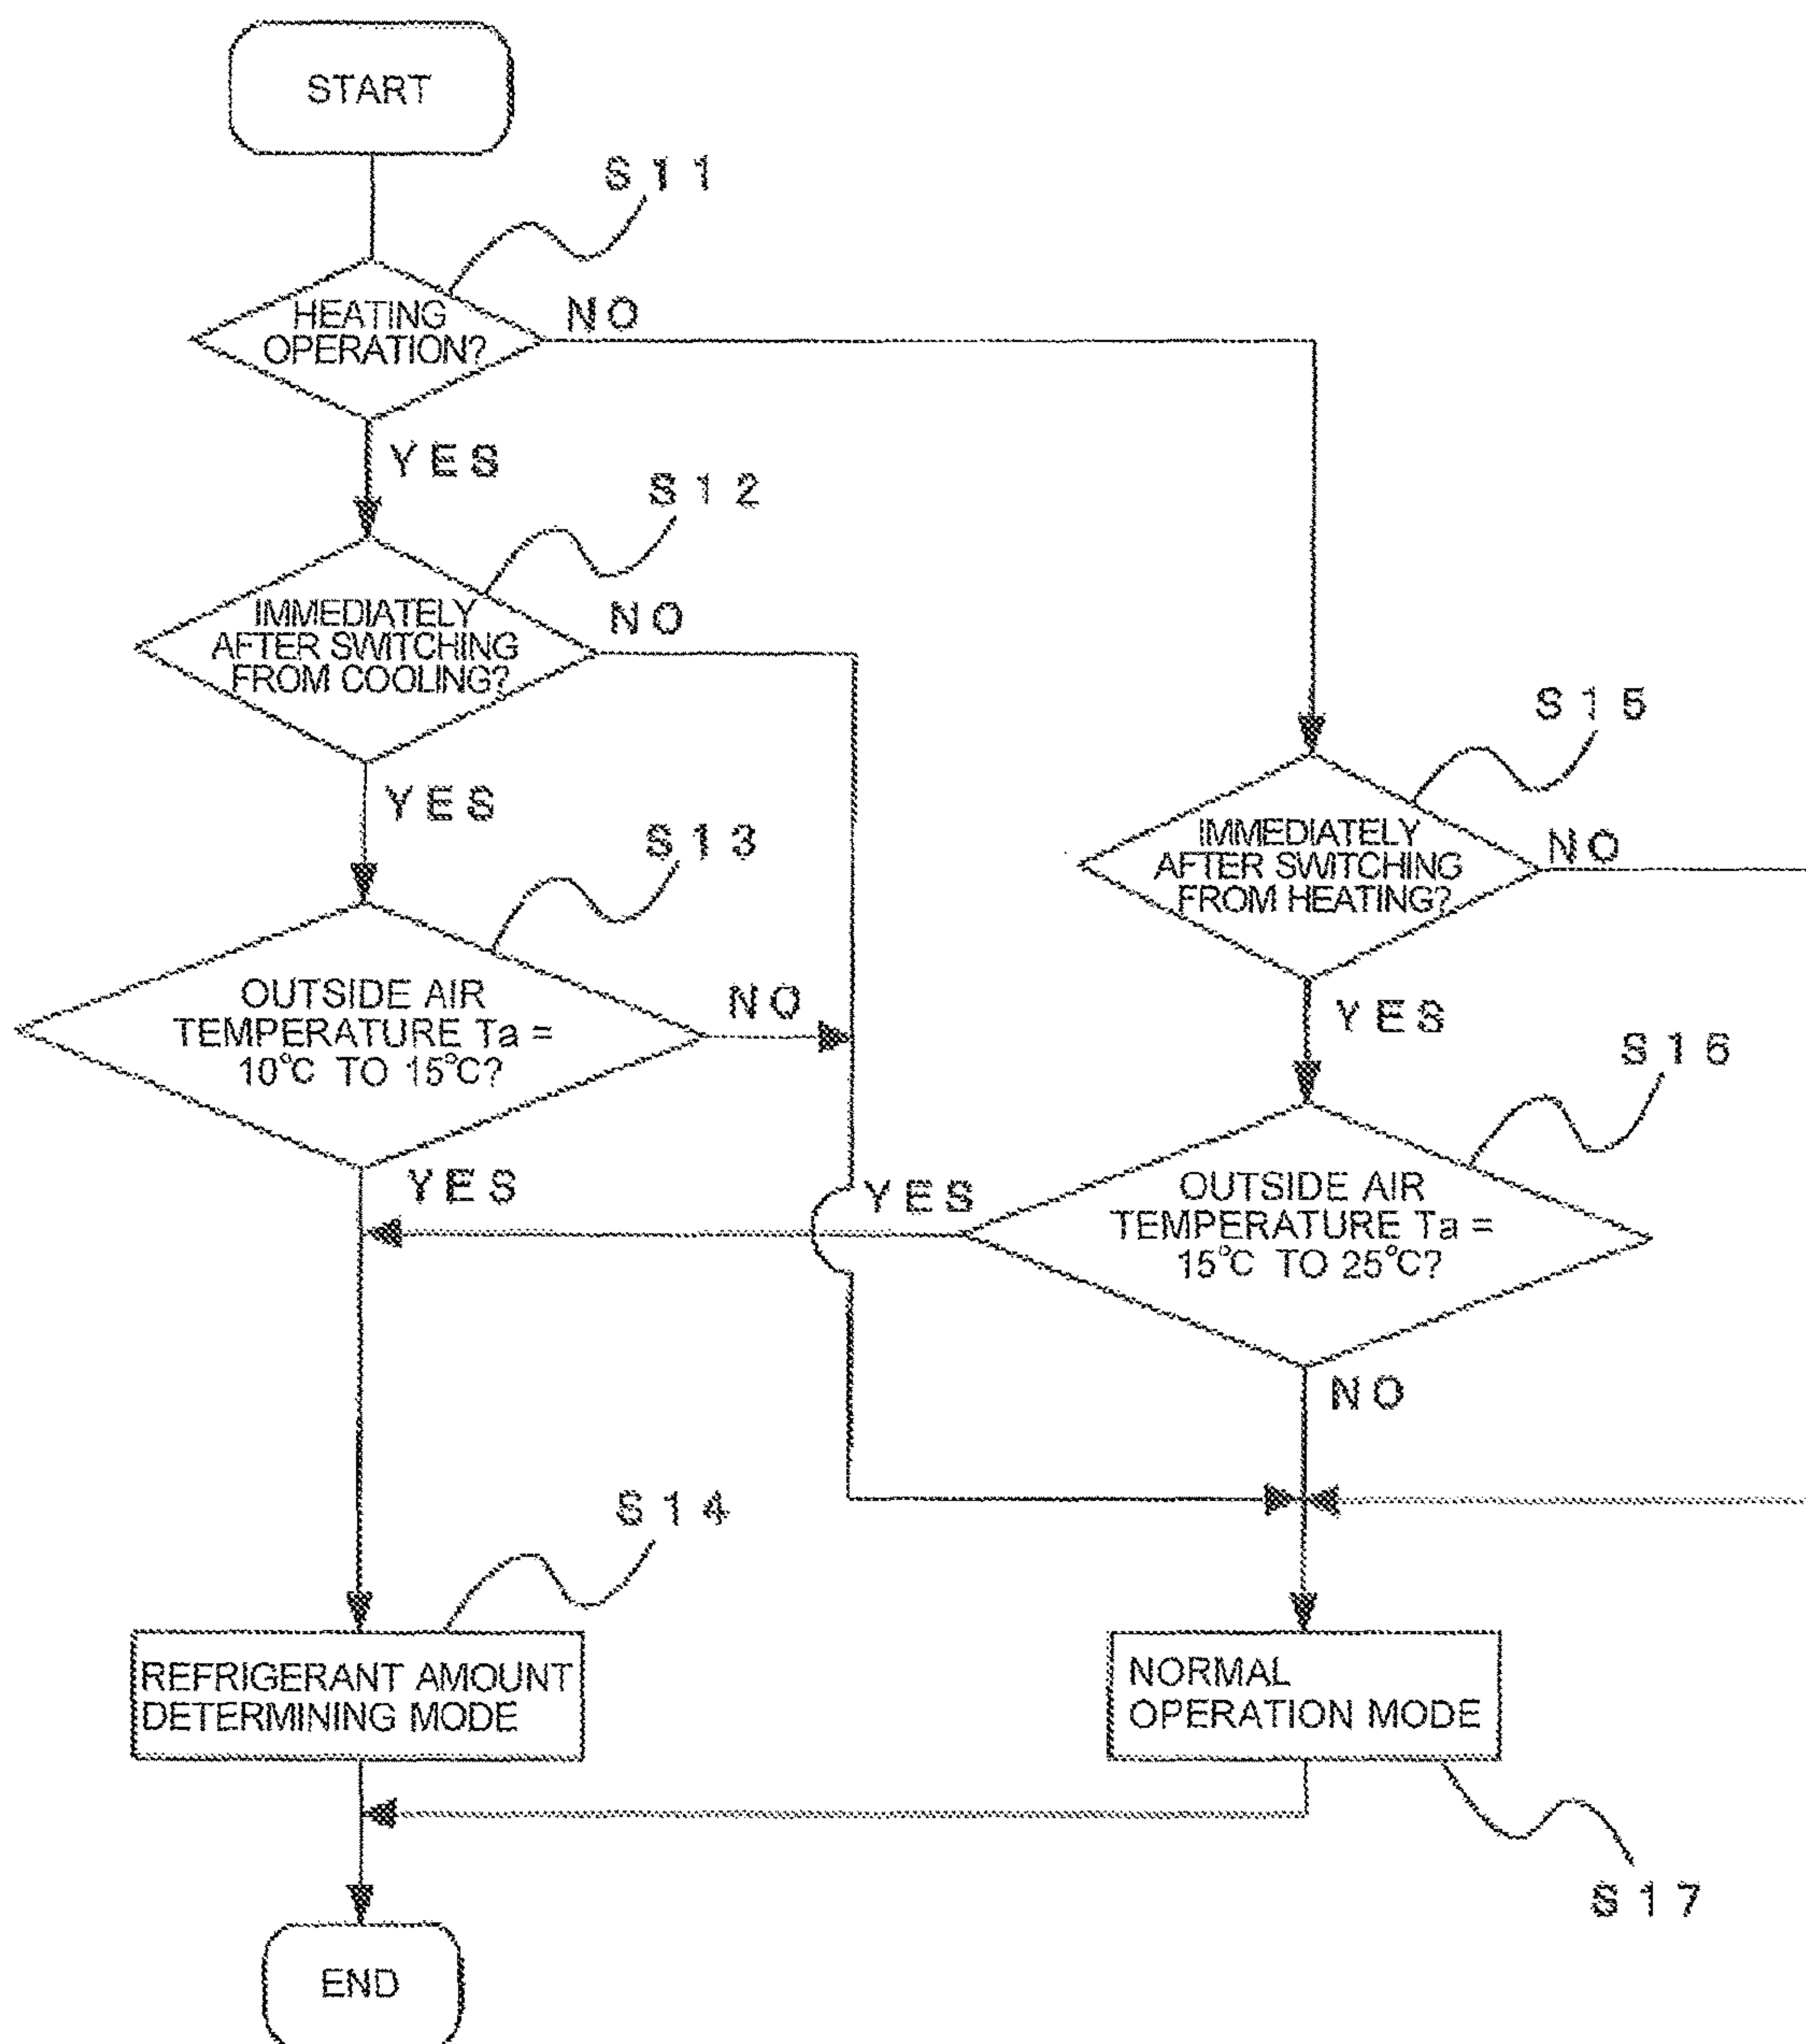 START
S11
HEATING
OPERATION?
NO
YES
S12
IMMEDIATELY
AFTER SWITCHING
FROM COOLING?
NO
YES
S13
OUTSIDE AIR
TEMPERATURE Ta =
10°C TO 15°C?
NO
YES
S15
IMMEDIATELY
AFTER SWITCHING
FROM HEATING?
NO
YES
S16
OUTSIDE AIR
TEMPERATURE Ta =
15°C TO 25°C?
YES
NO
S14
REFRIGERANT AMOUNT
DETERMINING MODE
NORMAL
OPERATION MODE
S17
END